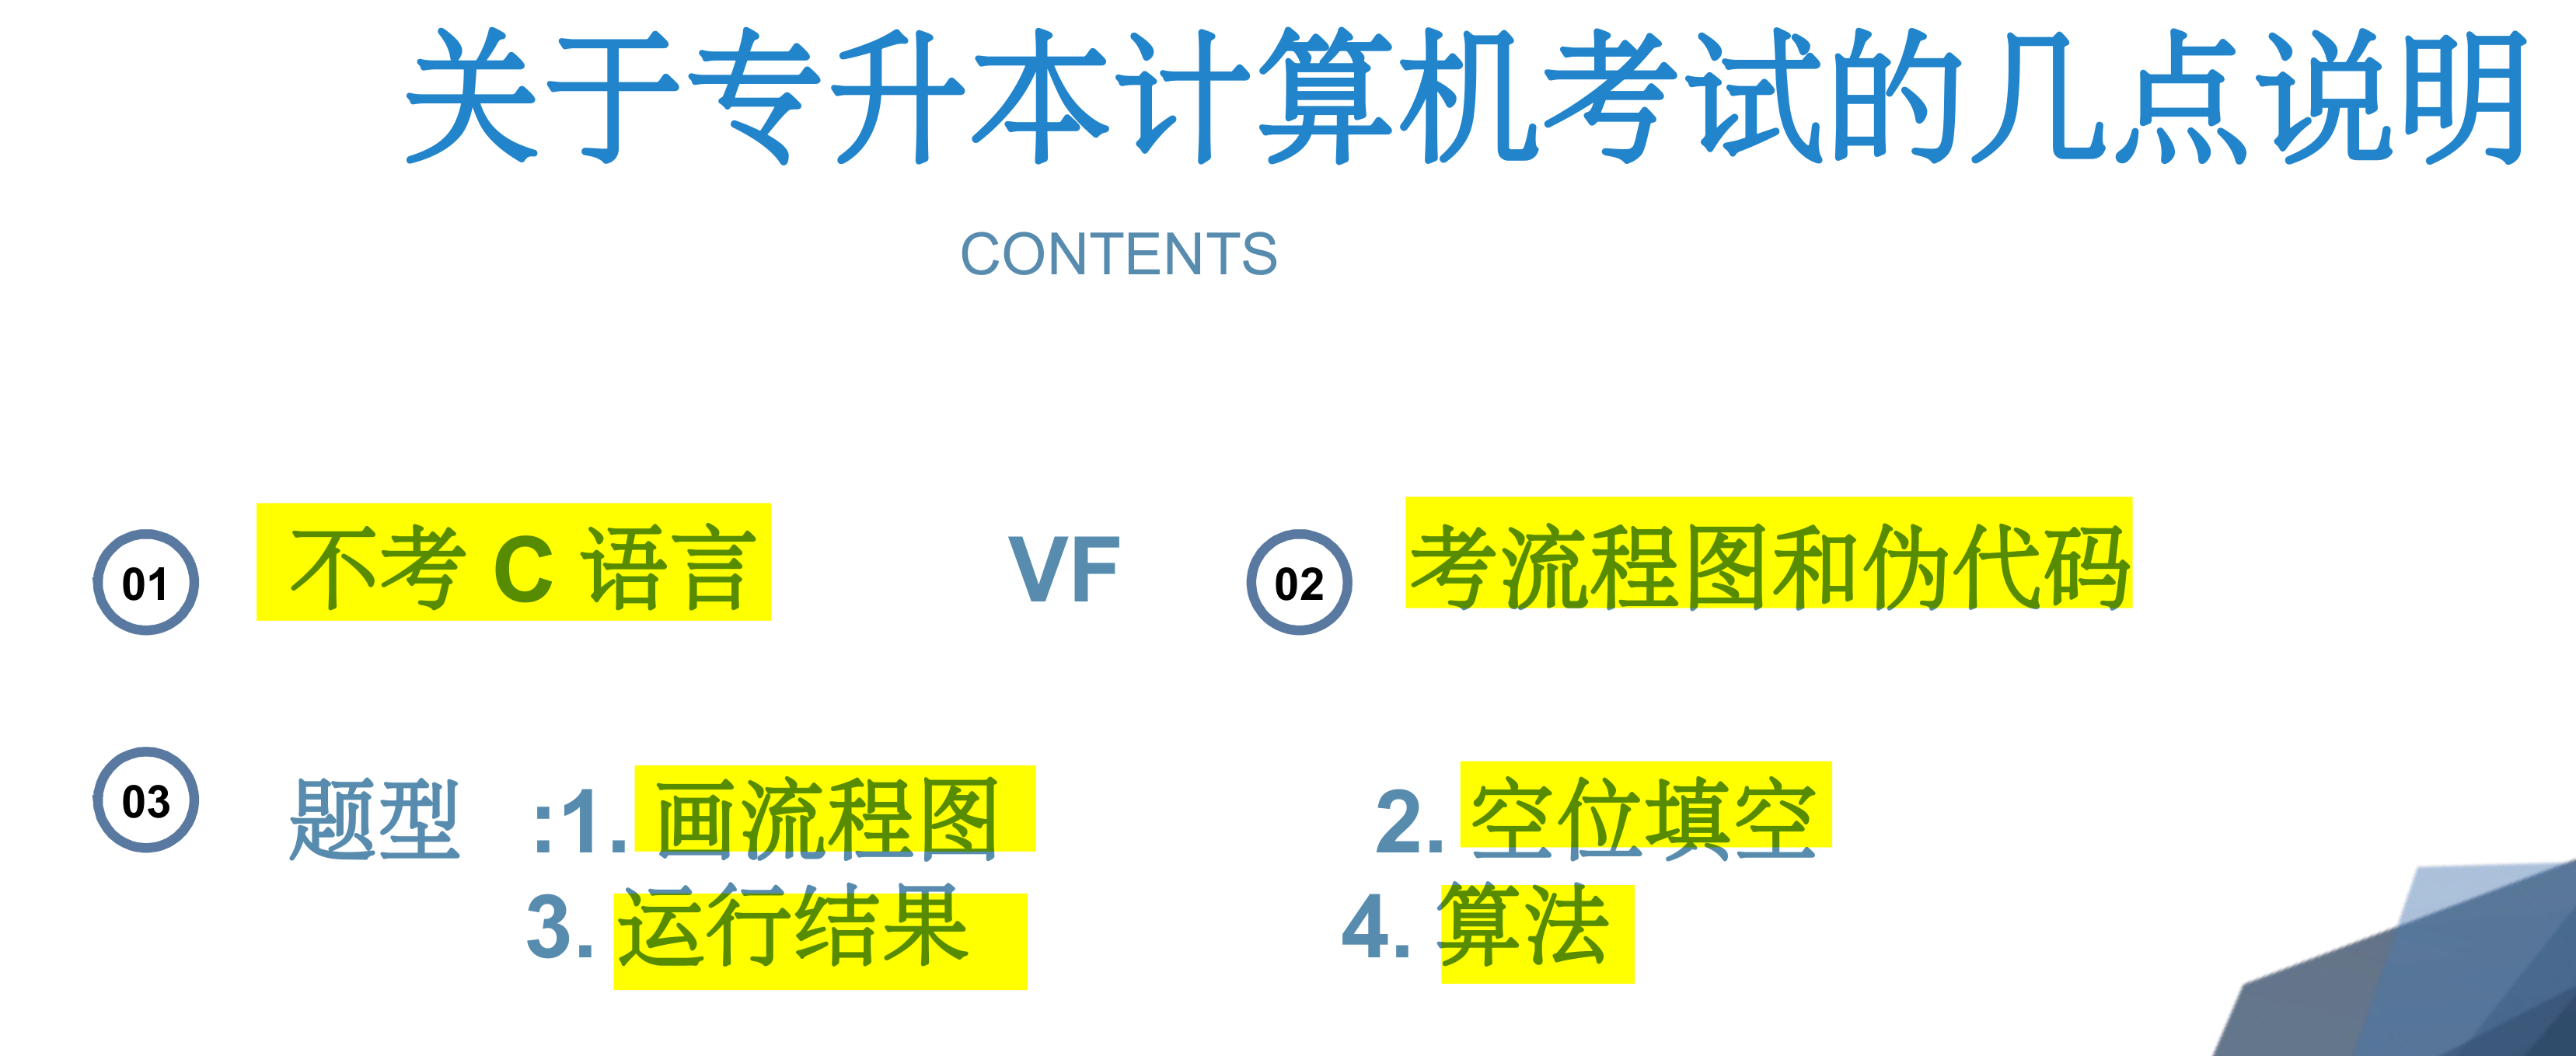 关于专升本计算机考试的几点说明
CONTENTS
01 不考 C 语言 VF 02 考流程图和伪代码
03 题型 :1. 画流程图 2. 空位填空
3. 运行结果 4. 算法